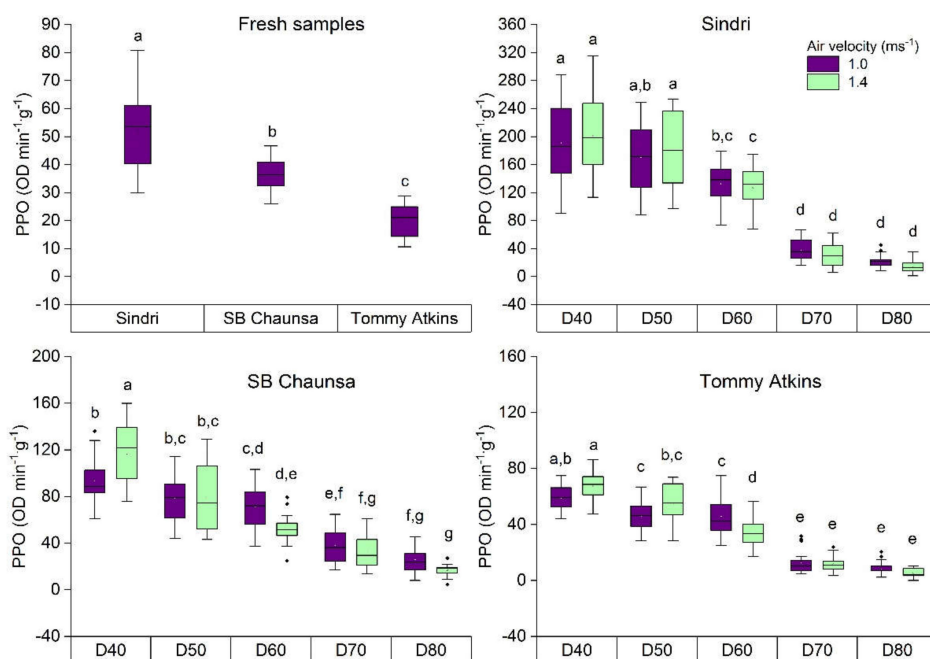 Fresh samples
PPO (OD min⁻¹·g⁻¹)
90
80
70
60
50
40
30
20
10
0
-10
a
b
c
Sindri SB Chaunsa Tommy Atkins
Sindri
Air velocity (ms⁻¹)
1.0
1.4
PPO (OD min⁻¹·g⁻¹)
360
320
280
240
200
160
120
80
40
0
-40
a a a,b a b,c c d d d d
D40 D50 D60 D70 D80
SB Chaunsa
PPO (OD min⁻¹·g⁻¹)
200
160
120
80
40
0
-40
b a b,c b,c c,d d,e e,f f,g f,g g
D40 D50 D60 D70 D80
Tommy Atkins
PPO (OD min⁻¹·g⁻¹)
160
120
80
40
0
-40
a,b a c b,c c d e e e e
D40 D50 D60 D70 D80